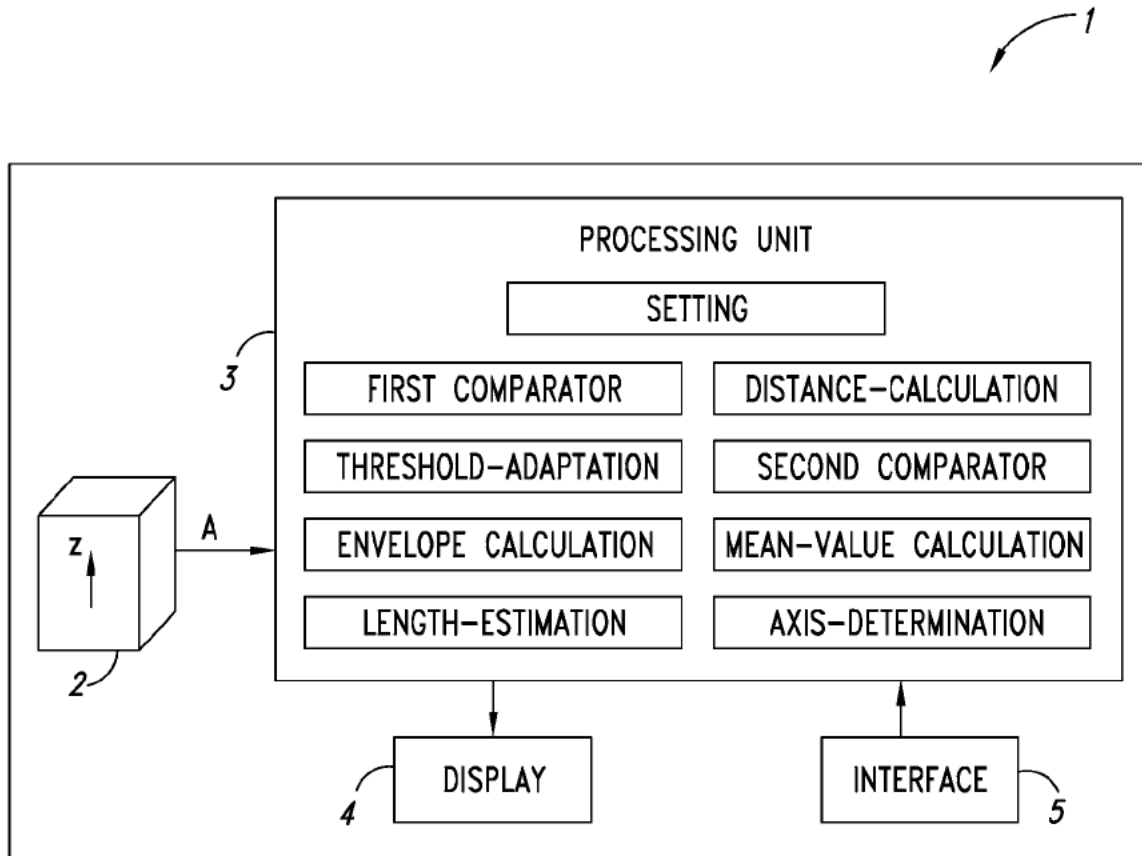 1
PROCESSING UNIT
SETTING
3
FIRST COMPARATOR
DISTANCE-CALCULATION
THRESHOLD-ADAPTATION
SECOND COMPARATOR
A
z
ENVELOPE CALCULATION
MEAN-VALUE CALCULATION
LENGTH-ESTIMATION
AXIS-DETERMINATION
2
4
DISPLAY
INTERFACE
5